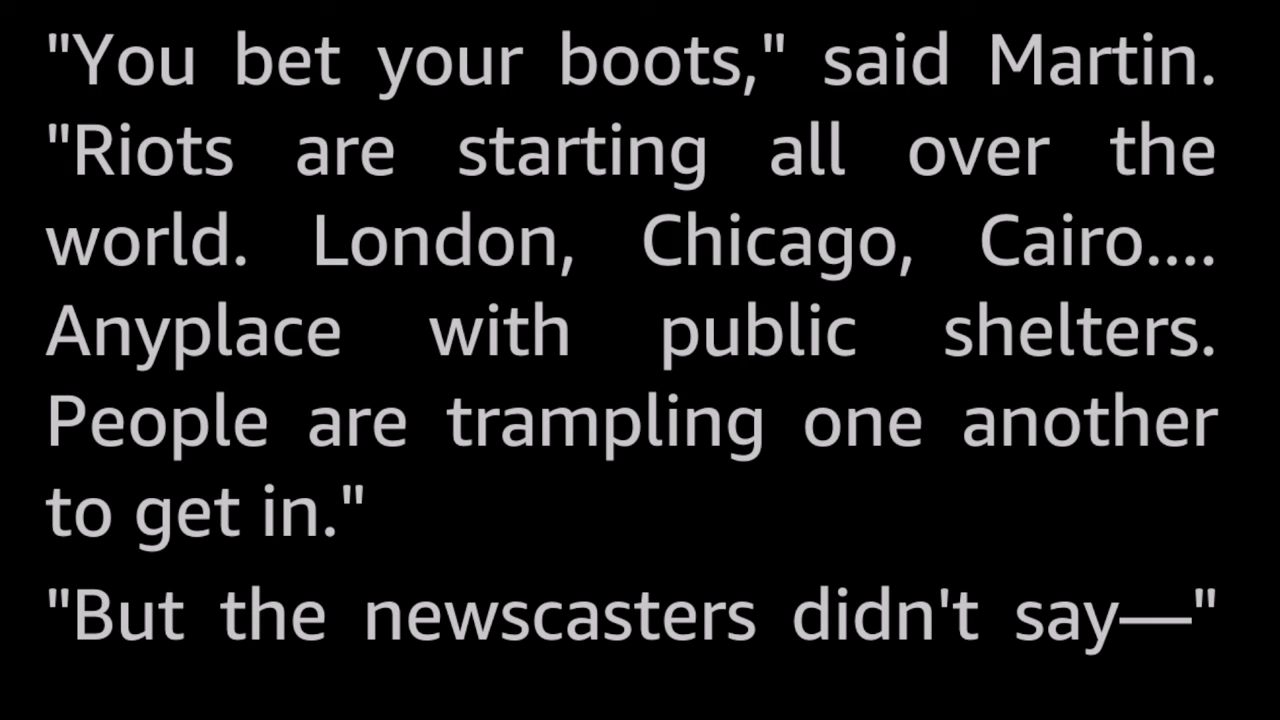 "You bet your boots," said Martin.
"Riots are starting all over the
world. London, Chicago, Cairo....
Anyplace with public shelters.
People are trampling one another
to get in."
"But the newscasters didn't say—"